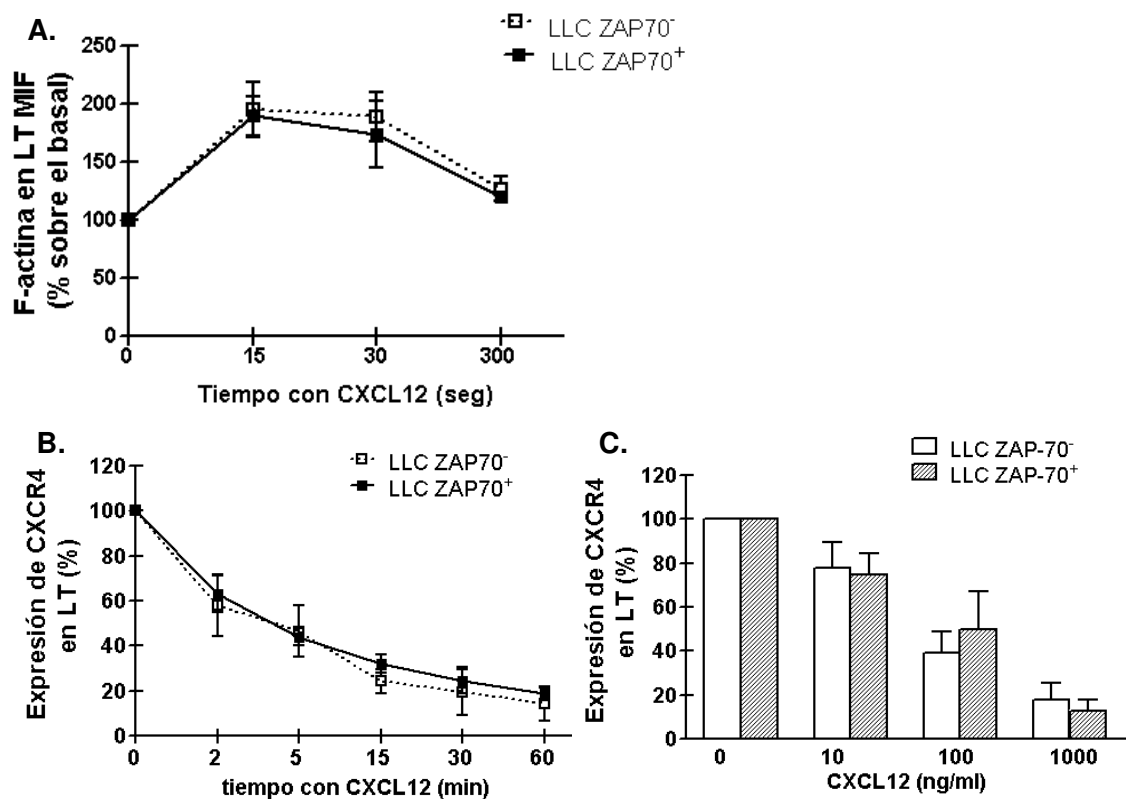 A.
LLC ZAP70⁻
LLC ZAP70⁺
F-actina en LT MIF
(% sobre el basal)
250
200
150
100
50
0
0 15 30 300
Tiempo con CXCL12 (seg)
B.
LLC ZAP70⁻
LLC ZAP70⁺
Expresión de CXCR4
en LT (%)
120
100
80
60
40
20
0
0 2 5 15 30 60
tiempo con CXCL12 (min)
C.
LLC ZAP-70⁻
LLC ZAP-70⁺
Expresión de CXCR4
en LT (%)
120
100
80
60
40
20
0
0 10 100 1000
CXCL12 (ng/ml)